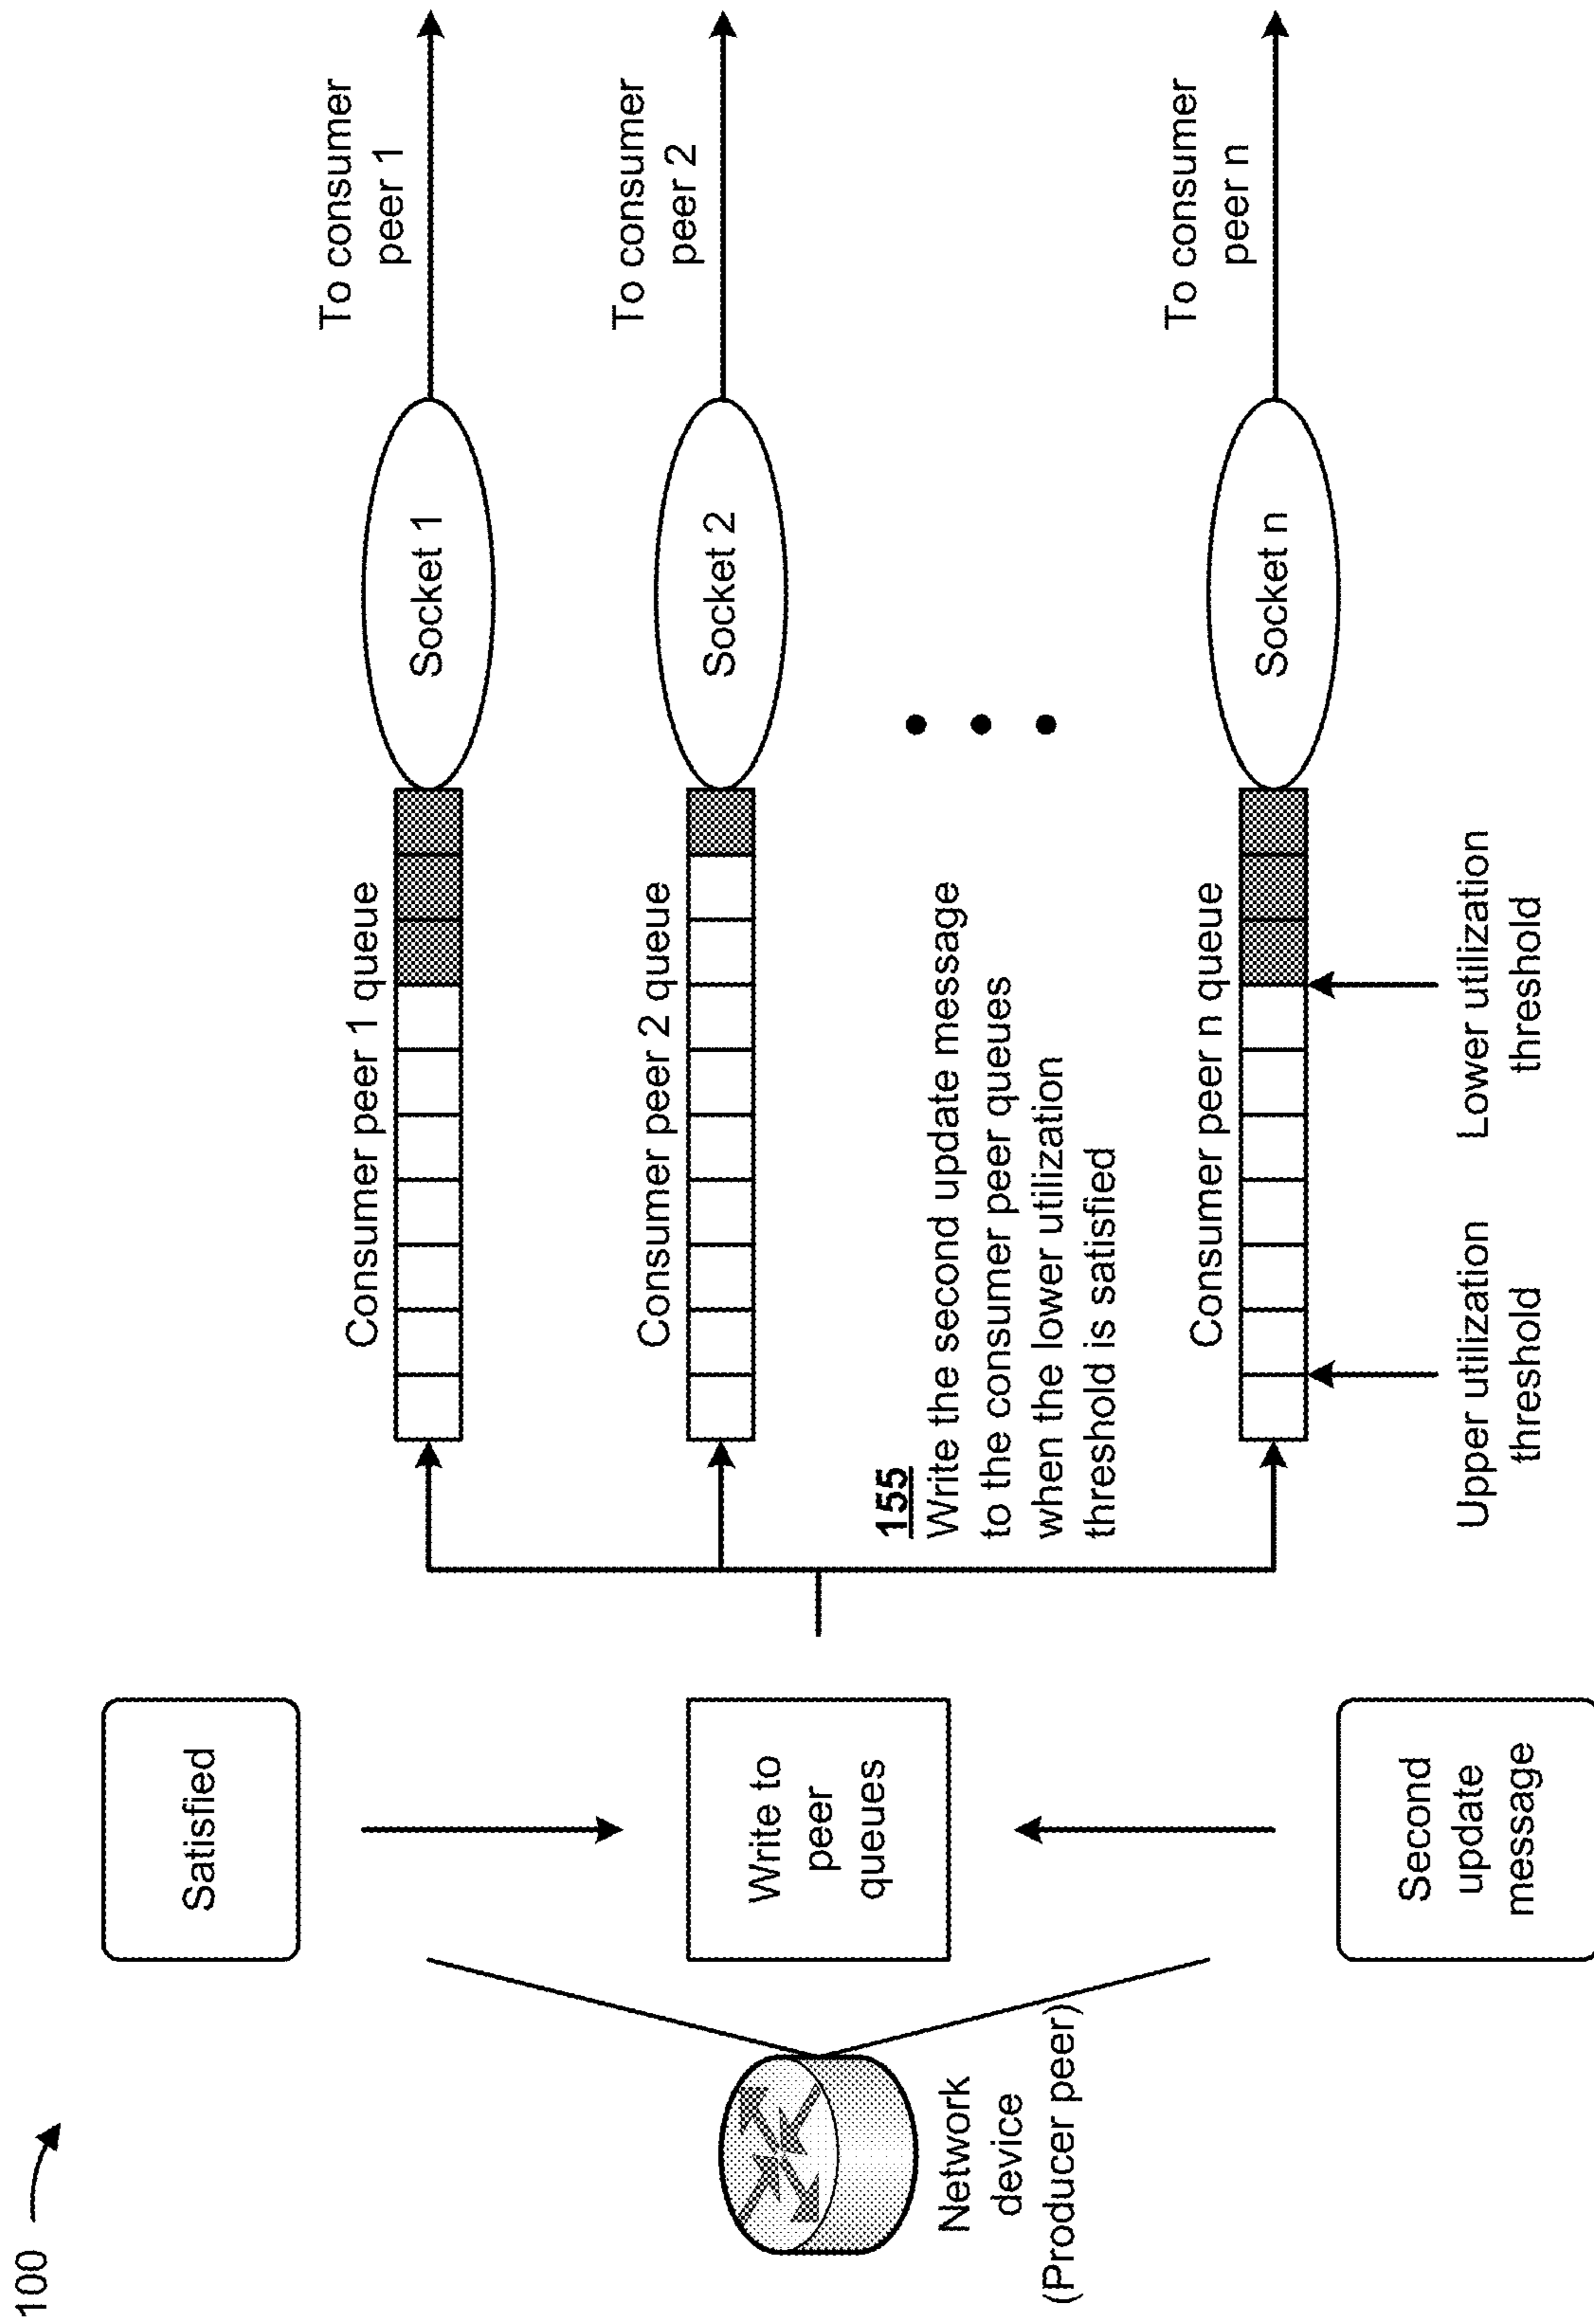 100
Satisfied
Write to
peer
queues
Second
update
message
Network
device
(Producer peer)
Consumer peer 1 queue
Socket 1
To consumer
peer 1
Consumer peer 2 queue
Socket 2
To consumer
peer 2
155
Write the second update message
to the consumer peer queues
when the lower utilization
threshold is satisfied
Consumer peer n queue
Socket n
To consumer
peer n
Upper utilization
threshold
Lower utilization
threshold